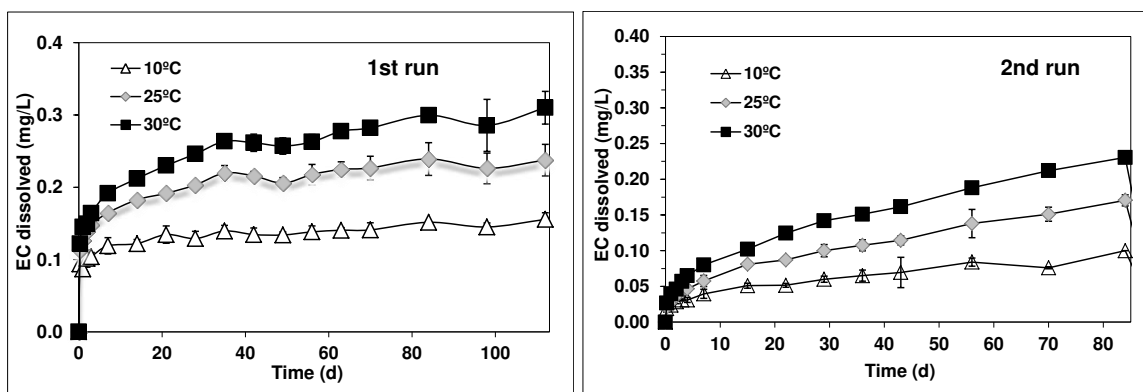 1st run
10ºC
25ºC
30ºC
EC dissolved (mg/L)
0.4
0.3
0.2
0.1
0.0
0 20 40 60 80 100
Time (d)
2nd run
10ºC
25ºC
30ºC
EC dissolved (mg/L)
0.40
0.35
0.30
0.25
0.20
0.15
0.10
0.05
0.00
0 10 20 30 40 50 60 70 80
Time (d)